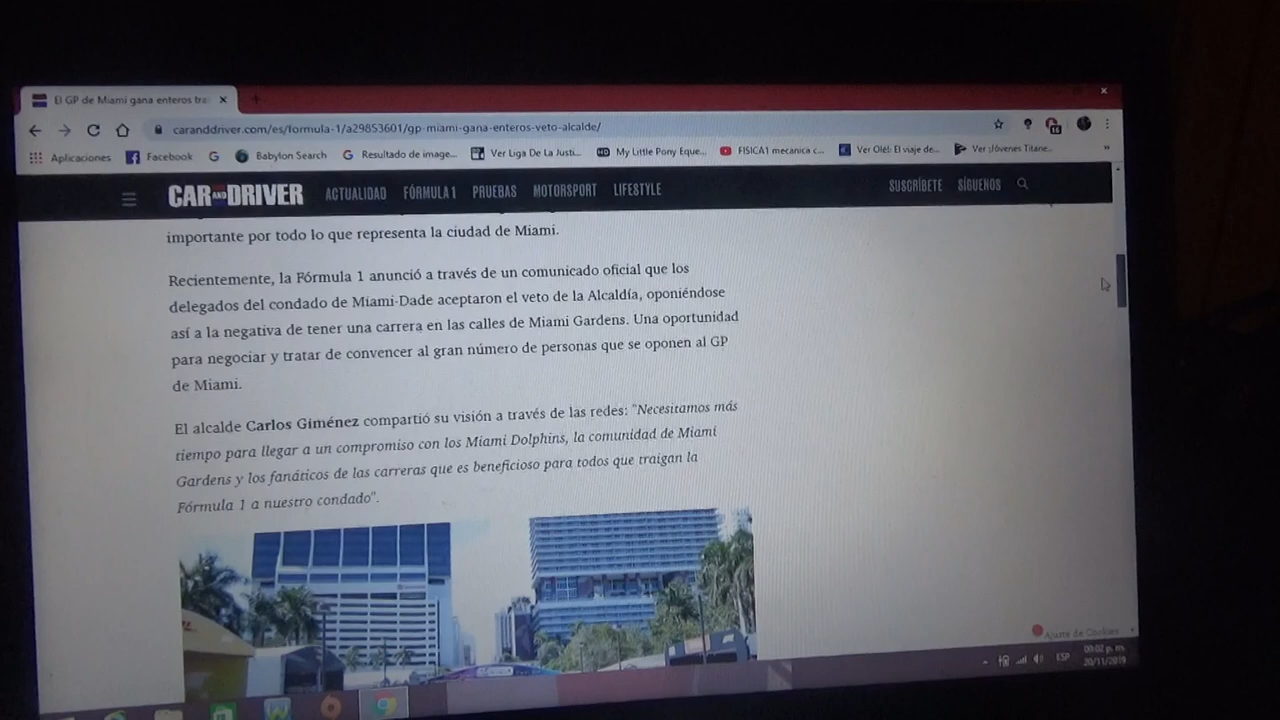 El GP de Miami gana enteros tra
caranddriver.com/es/formula-1/a29853601/gp-miami-gana-enteros-veto-alcalde/
Aplicaciones Facebook Babylon Search Resultado de image... Ver Liga De La Justi... My Little Pony Eque... FISICA1 mecanica c... Ver Olé! El viaje de... Ver ¡Jóvenes Titane...
CAR AND DRIVER ACTUALIDAD FÓRMULA 1 PRUEBAS MOTORSPORT LIFESTYLE SUSCRÍBETE SÍGUENOS
importante por todo lo que representa la ciudad de Miami.
Recientemente, la Fórmula 1 anunció a través de un comunicado oficial que los
delegados del condado de Miami-Dade aceptaron el veto de la Alcaldía, oponiéndose
así a la negativa de tener una carrera en las calles de Miami Gardens. Una oportunidad
para negociar y tratar de convencer al gran número de personas que se oponen al GP
de Miami.
El alcalde Carlos Giménez compartió su visión a través de las redes: "Necesitamos más
tiempo para llegar a un compromiso con los Miami Dolphins, la comunidad de Miami
Gardens y los fanáticos de las carreras que es beneficioso para todos que traigan la
Fórmula 1 a nuestro condado".
Ajuste de Cookies
ESP
20/11/2019